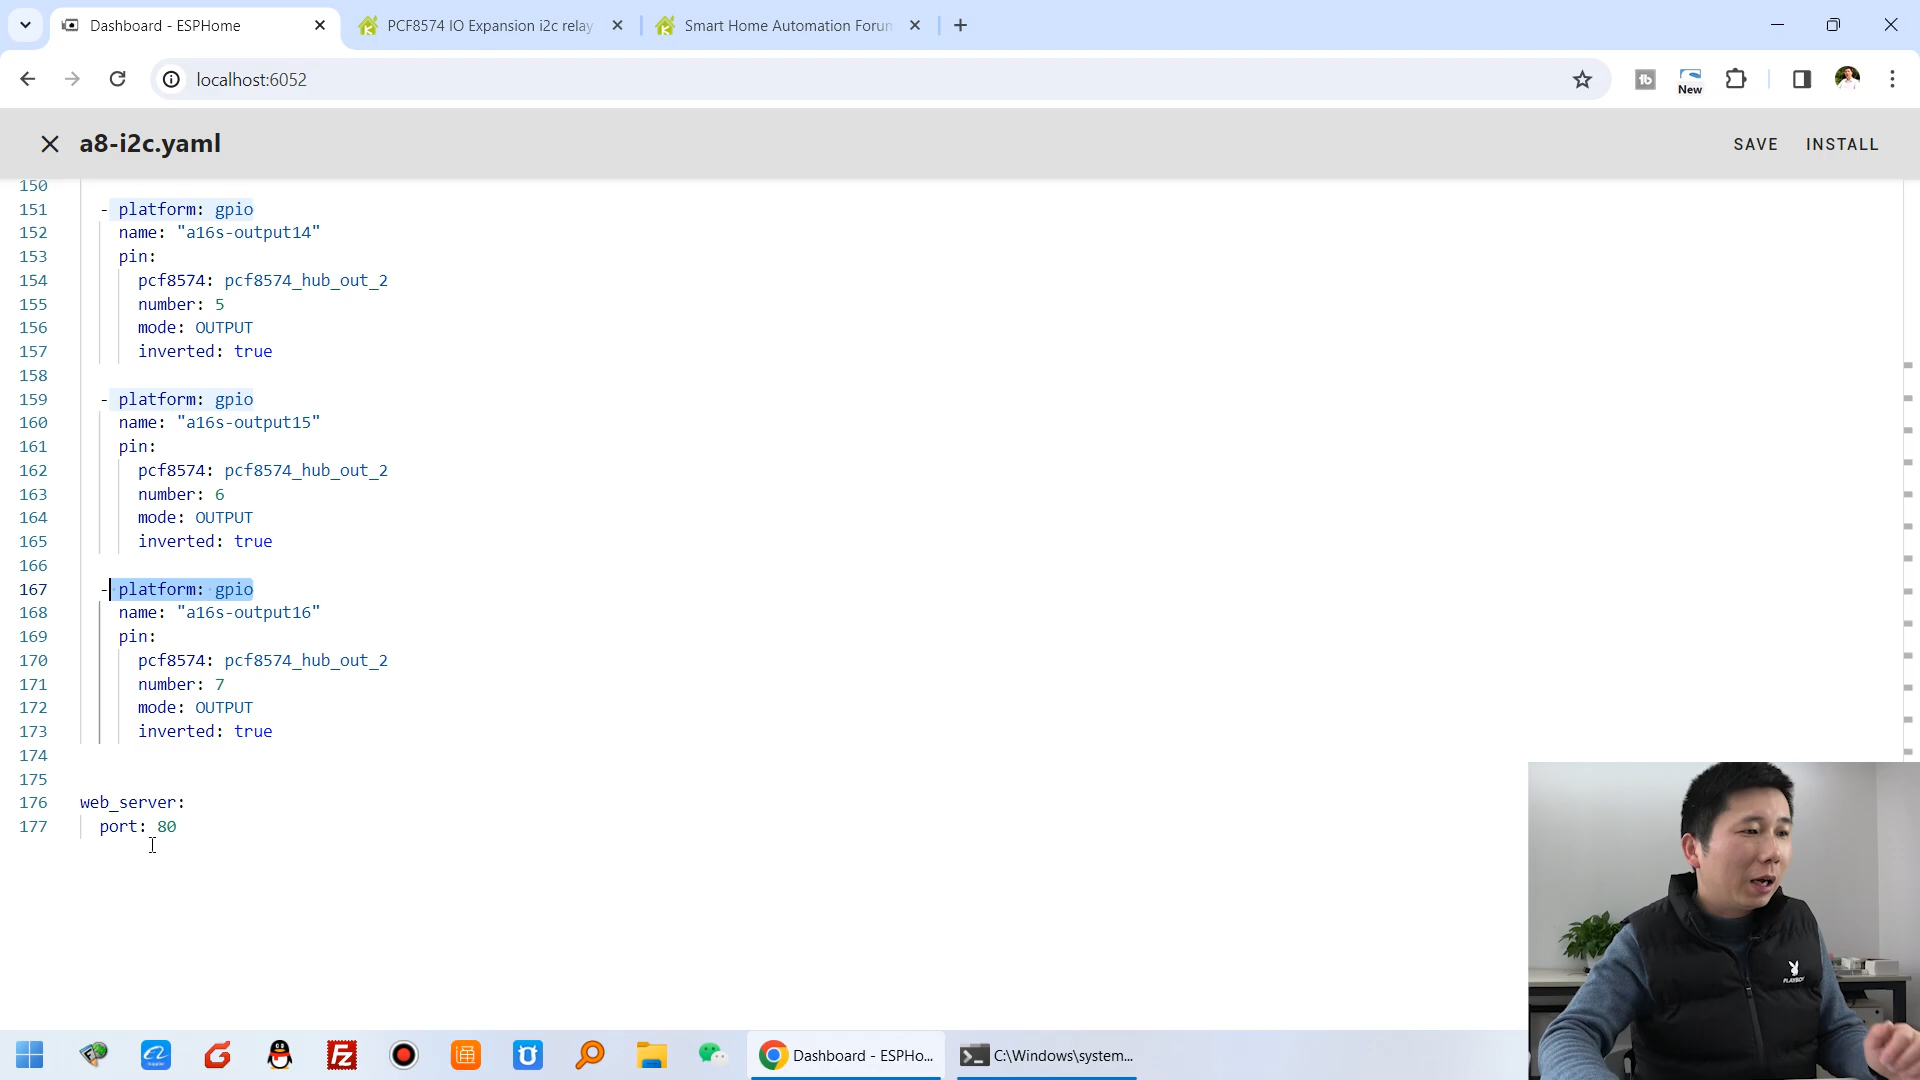 Dashboard - ESPHome
PCF8574 IO Expansion i2c relay
Smart Home Automation Forum
localhost:6052
New
a8-i2c.yaml
SAVE INSTALL
150
151 - platform: gpio
152 name: "a16s-output14"
153 pin:
154 pcf8574: pcf8574_hub_out_2
155 number: 5
156 mode: OUTPUT
157 inverted: true
158
159 - platform: gpio
160 name: "a16s-output15"
161 pin:
162 pcf8574: pcf8574_hub_out_2
163 number: 6
164 mode: OUTPUT
165 inverted: true
166
167 - platform: gpio
168 name: "a16s-output16"
169 pin:
170 pcf8574: pcf8574_hub_out_2
171 number: 7
172 mode: OUTPUT
173 inverted: true
174
175
176 web_server:
177 port: 80
PLAYBOY
Dashboard - ESPHo...
C:\Windows\system...